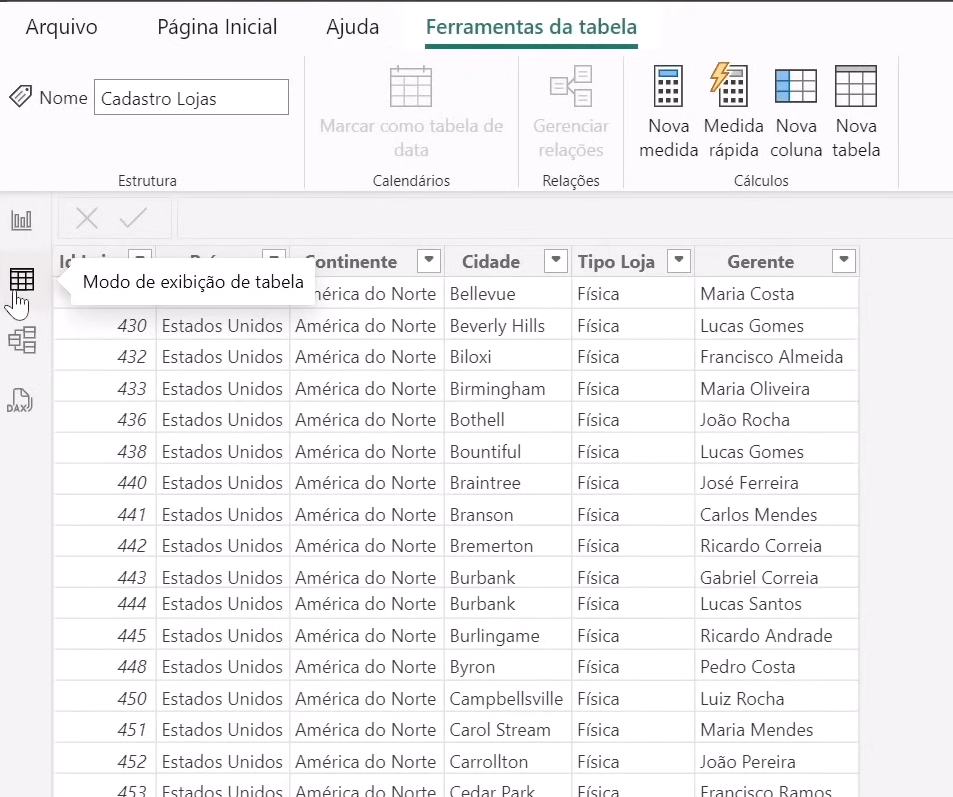 Arquivo Página Inicial Ajuda Ferramentas da tabela
Nome Cadastro Lojas
Marcar como tabela de data
Gerenciar relações
Nova medida
Medida rápida
Nova coluna
Nova tabela
Estrutura Calendários Relações Cálculos
Continente Cidade Tipo Loja Gerente
Modo de exibição de tabela
DAX
América do Norte Bellevue Física Maria Costa
430 Estados Unidos América do Norte Beverly Hills Física Lucas Gomes
432 Estados Unidos América do Norte Biloxi Física Francisco Almeida
433 Estados Unidos América do Norte Birmingham Física Maria Oliveira
436 Estados Unidos América do Norte Bothell Física João Rocha
438 Estados Unidos América do Norte Bountiful Física Lucas Gomes
440 Estados Unidos América do Norte Braintree Física José Ferreira
441 Estados Unidos América do Norte Branson Física Carlos Mendes
442 Estados Unidos América do Norte Bremerton Física Ricardo Correia
443 Estados Unidos América do Norte Burbank Física Gabriel Correia
444 Estados Unidos América do Norte Burbank Física Lucas Santos
445 Estados Unidos América do Norte Burlingame Física Ricardo Andrade
448 Estados Unidos América do Norte Byron Física Pedro Costa
450 Estados Unidos América do Norte Campbellsville Física Luiz Rocha
451 Estados Unidos América do Norte Carol Stream Física Maria Mendes
452 Estados Unidos América do Norte Carrollton Física João Pereira
453 Estados Unidos América do Norte Cedar Park Física Francisco Ramos